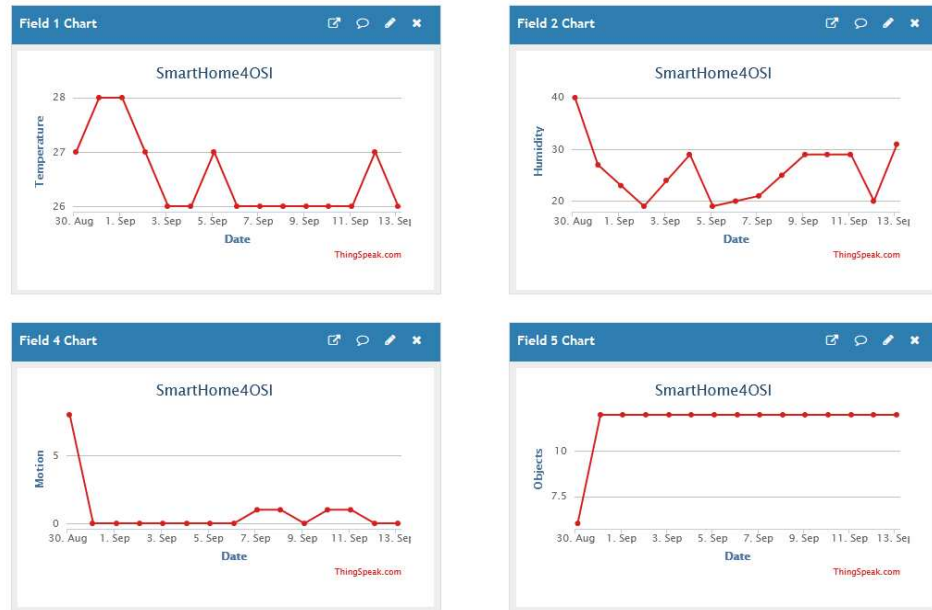 Field 1 Chart
SmartHome4OSI
28
27
26
Temperature
30. Aug 1. Sep 3. Sep 5. Sep 7. Sep 9. Sep 11. Sep 13. Sep
Date
ThingSpeak.com
Field 2 Chart
SmartHome4OSI
40
30
20
Humidity
30. Aug 1. Sep 3. Sep 5. Sep 7. Sep 9. Sep 11. Sep 13. Sep
Date
ThingSpeak.com
Field 4 Chart
SmartHome4OSI
5
0
Motion
30. Aug 1. Sep 3. Sep 5. Sep 7. Sep 9. Sep 11. Sep 13. Sep
Date
ThingSpeak.com
Field 5 Chart
SmartHome4OSI
10
7.5
Objects
30. Aug 1. Sep 3. Sep 5. Sep 7. Sep 9. Sep 11. Sep 13. Sep
Date
ThingSpeak.com